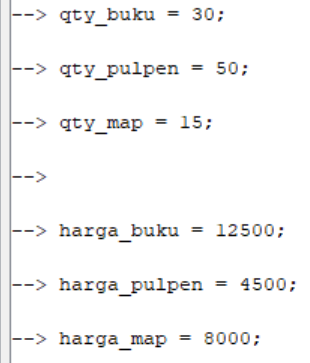 --> qty_buku = 30;
--> qty_pulpen = 50;
--> qty_map = 15;
-->
--> harga_buku = 12500;
--> harga_pulpen = 4500;
--> harga_map = 8000;